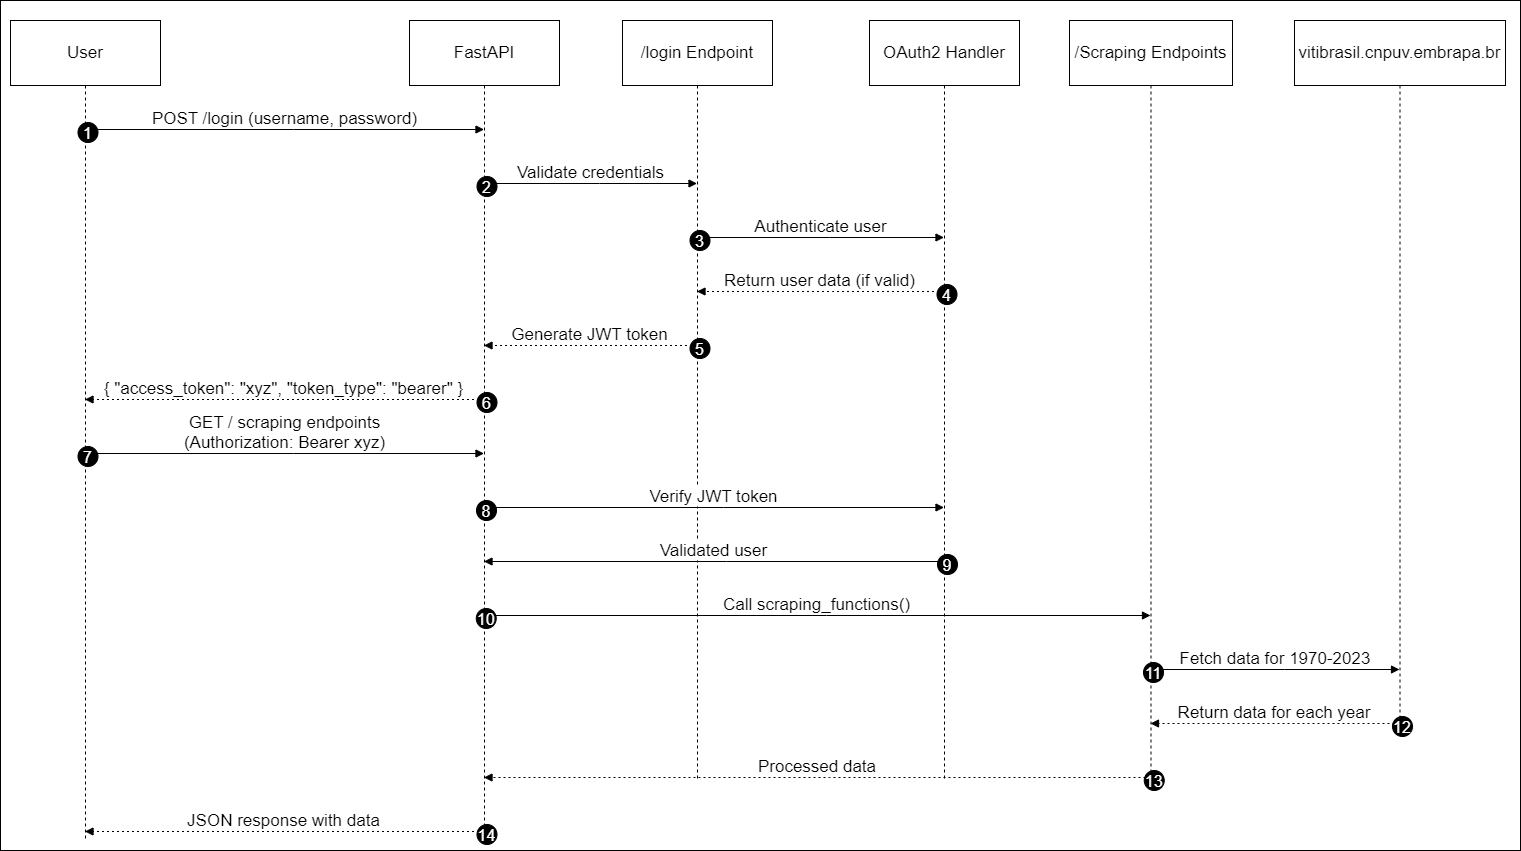 User
FastAPI
/login Endpoint
OAuth2 Handler
/Scraping Endpoints
vitibrasil.cnpuv.embrapa.br
POST /login (username, password)
1
Validate credentials
2
Authenticate user
3
Return user data (if valid)
4
Generate JWT token
5
{ "access_token": "xyz", "token_type": "bearer" }
6
GET / scraping endpoints
(Authorization: Bearer xyz)
7
Verify JWT token
8
Validated user
9
Call scraping_functions()
10
Fetch data for 1970-2023
11
Return data for each year
12
Processed data
13
JSON response with data
14